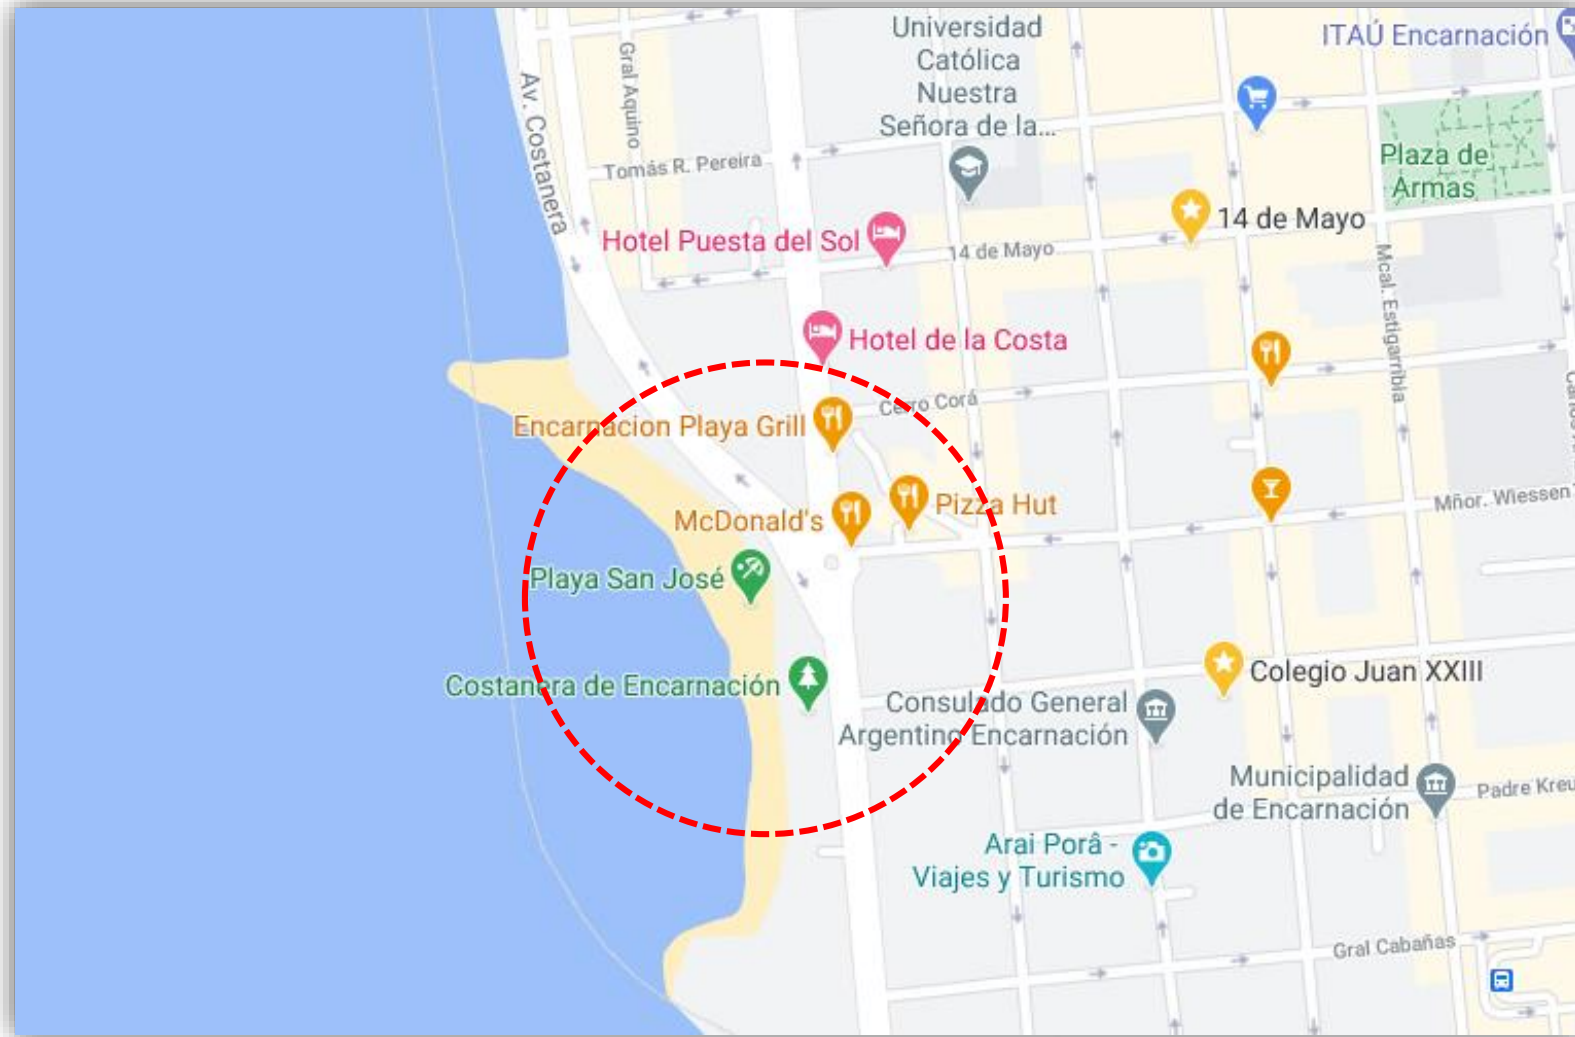 Universidad
Católica
Nuestra
Señora de la...
ITAÚ Encarnación
Gral Aquino
Av. Costanera
Tomás R. Pereira
Plaza de
Armas
14 de Mayo
Hotel Puesta del Sol
14 de Mayo
Mcal. Estigarribia
Hotel de la Costa
Cerro Corá
Encarnacion Playa Grill
Pizza Hut
McDonald's
Mñor. Wiessen
Playa San José
Colegio Juan XXIII
Costanera de Encarnación
Consulado General
Argentino Encarnación
Municipalidad
de Encarnación
Padre Kreu
Arai Porâ -
Viajes y Turismo
Gral Cabañas